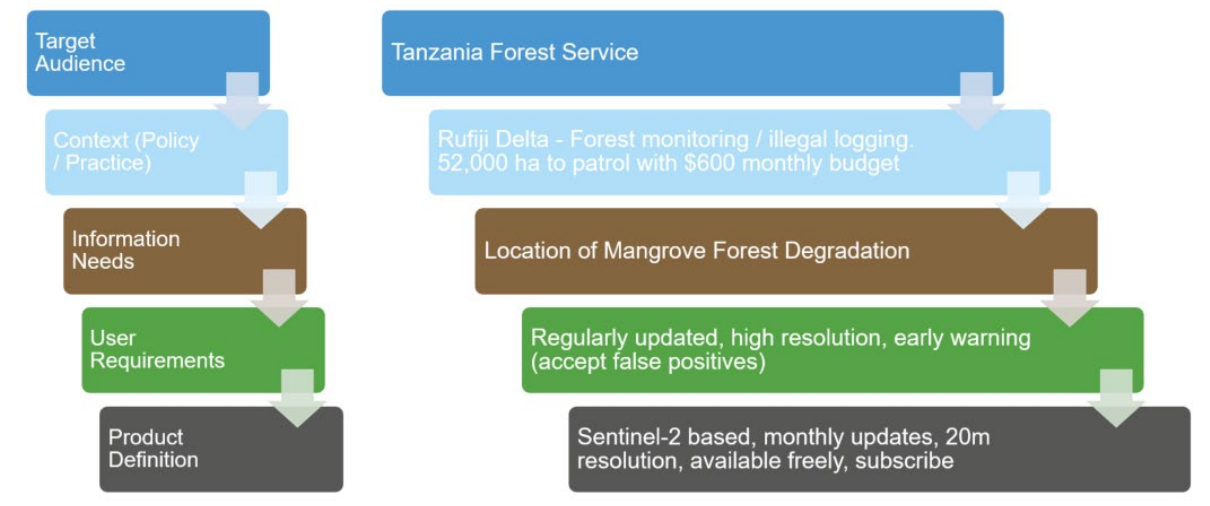 Target
Audience
Tanzania Forest Service
Context (Policy
/ Practice)
Rufiji Delta - Forest monitoring / illegal logging.
52,000 ha to patrol with $600 monthly budget
Information
Needs
Location of Mangrove Forest Degradation
User
Requirements
Regularly updated, high resolution, early warning
(accept false positives)
Product
Definition
Sentinel-2 based, monthly updates, 20m
resolution, available freely, subscribe